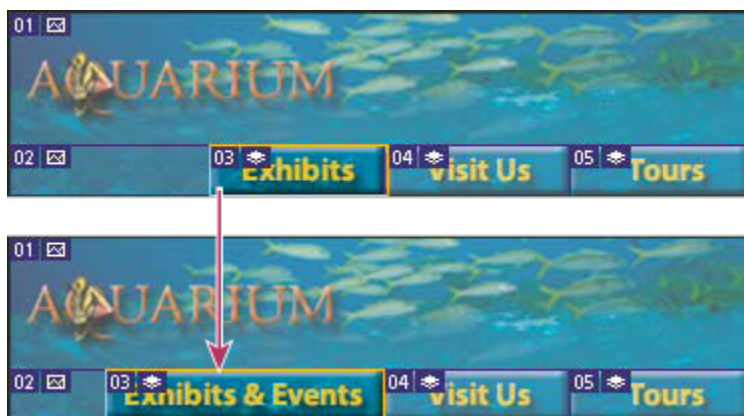 01
AQUARIUM
02 03 Exhibits 04 Visit Us 05 Tours
01
AQUARIUM
02 03 Exhibits & Events 04 Visit Us 05 Tours